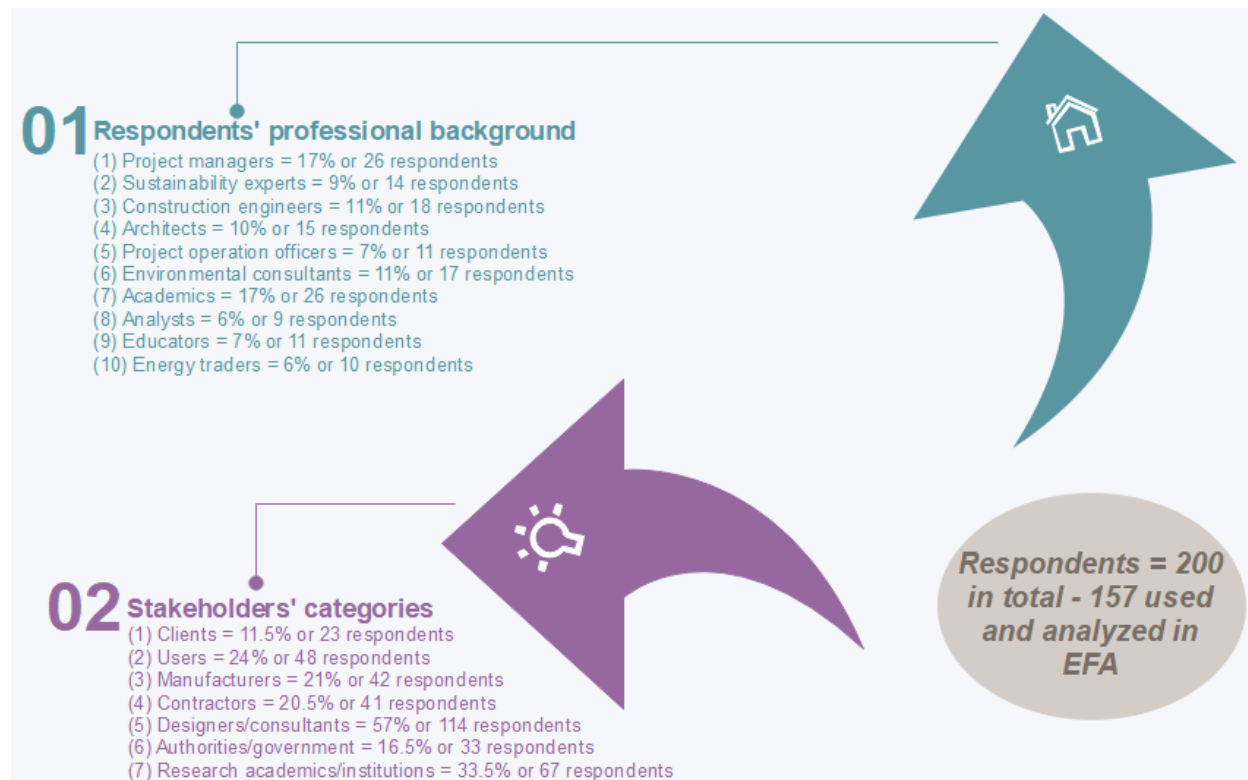 01 Respondents' professional background
(1) Project managers = 17% or 26 respondents
(2) Sustainability experts = 9% or 14 respondents
(3) Construction engineers = 11% or 18 respondents
(4) Architects = 10% or 15 respondents
(5) Project operation officers = 7% or 11 respondents
(6) Environmental consultants = 11% or 17 respondents
(7) Academics = 17% or 26 respondents
(8) Analysts = 6% or 9 respondents
(9) Educators = 7% or 11 respondents
(10) Energy traders = 6% or 10 respondents
02 Stakeholders' categories
(1) Clients = 11.5% or 23 respondents
(2) Users = 24% or 48 respondents
(3) Manufacturers = 21% or 42 respondents
(4) Contractors = 20.5% or 41 respondents
(5) Designers/consultants = 57% or 114 respondents
(6) Authorities/government = 16.5% or 33 respondents
(7) Research academics/institutions = 33.5% or 67 respondents
Respondents = 200
in total - 157 used
and analyzed in
EFA